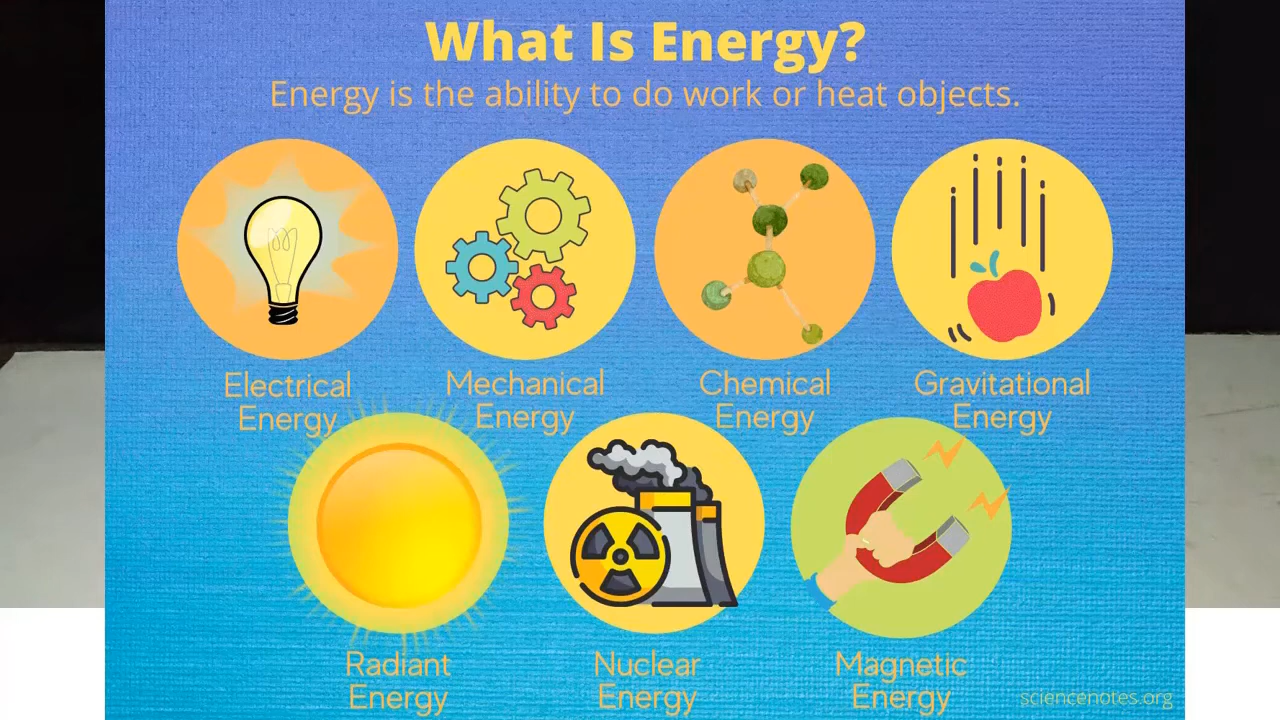 What Is Energy?
Energy is the ability to do work or heat objects.
Electrical
Energy
Mechanical
Energy
Chemical
Energy
Gravitational
Energy
Radiant
Energy
Nuclear
Energy
Magnetic
Energy
sciencenotes.org